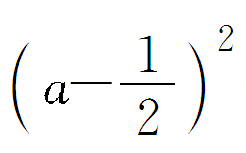 (a − 1/2)²